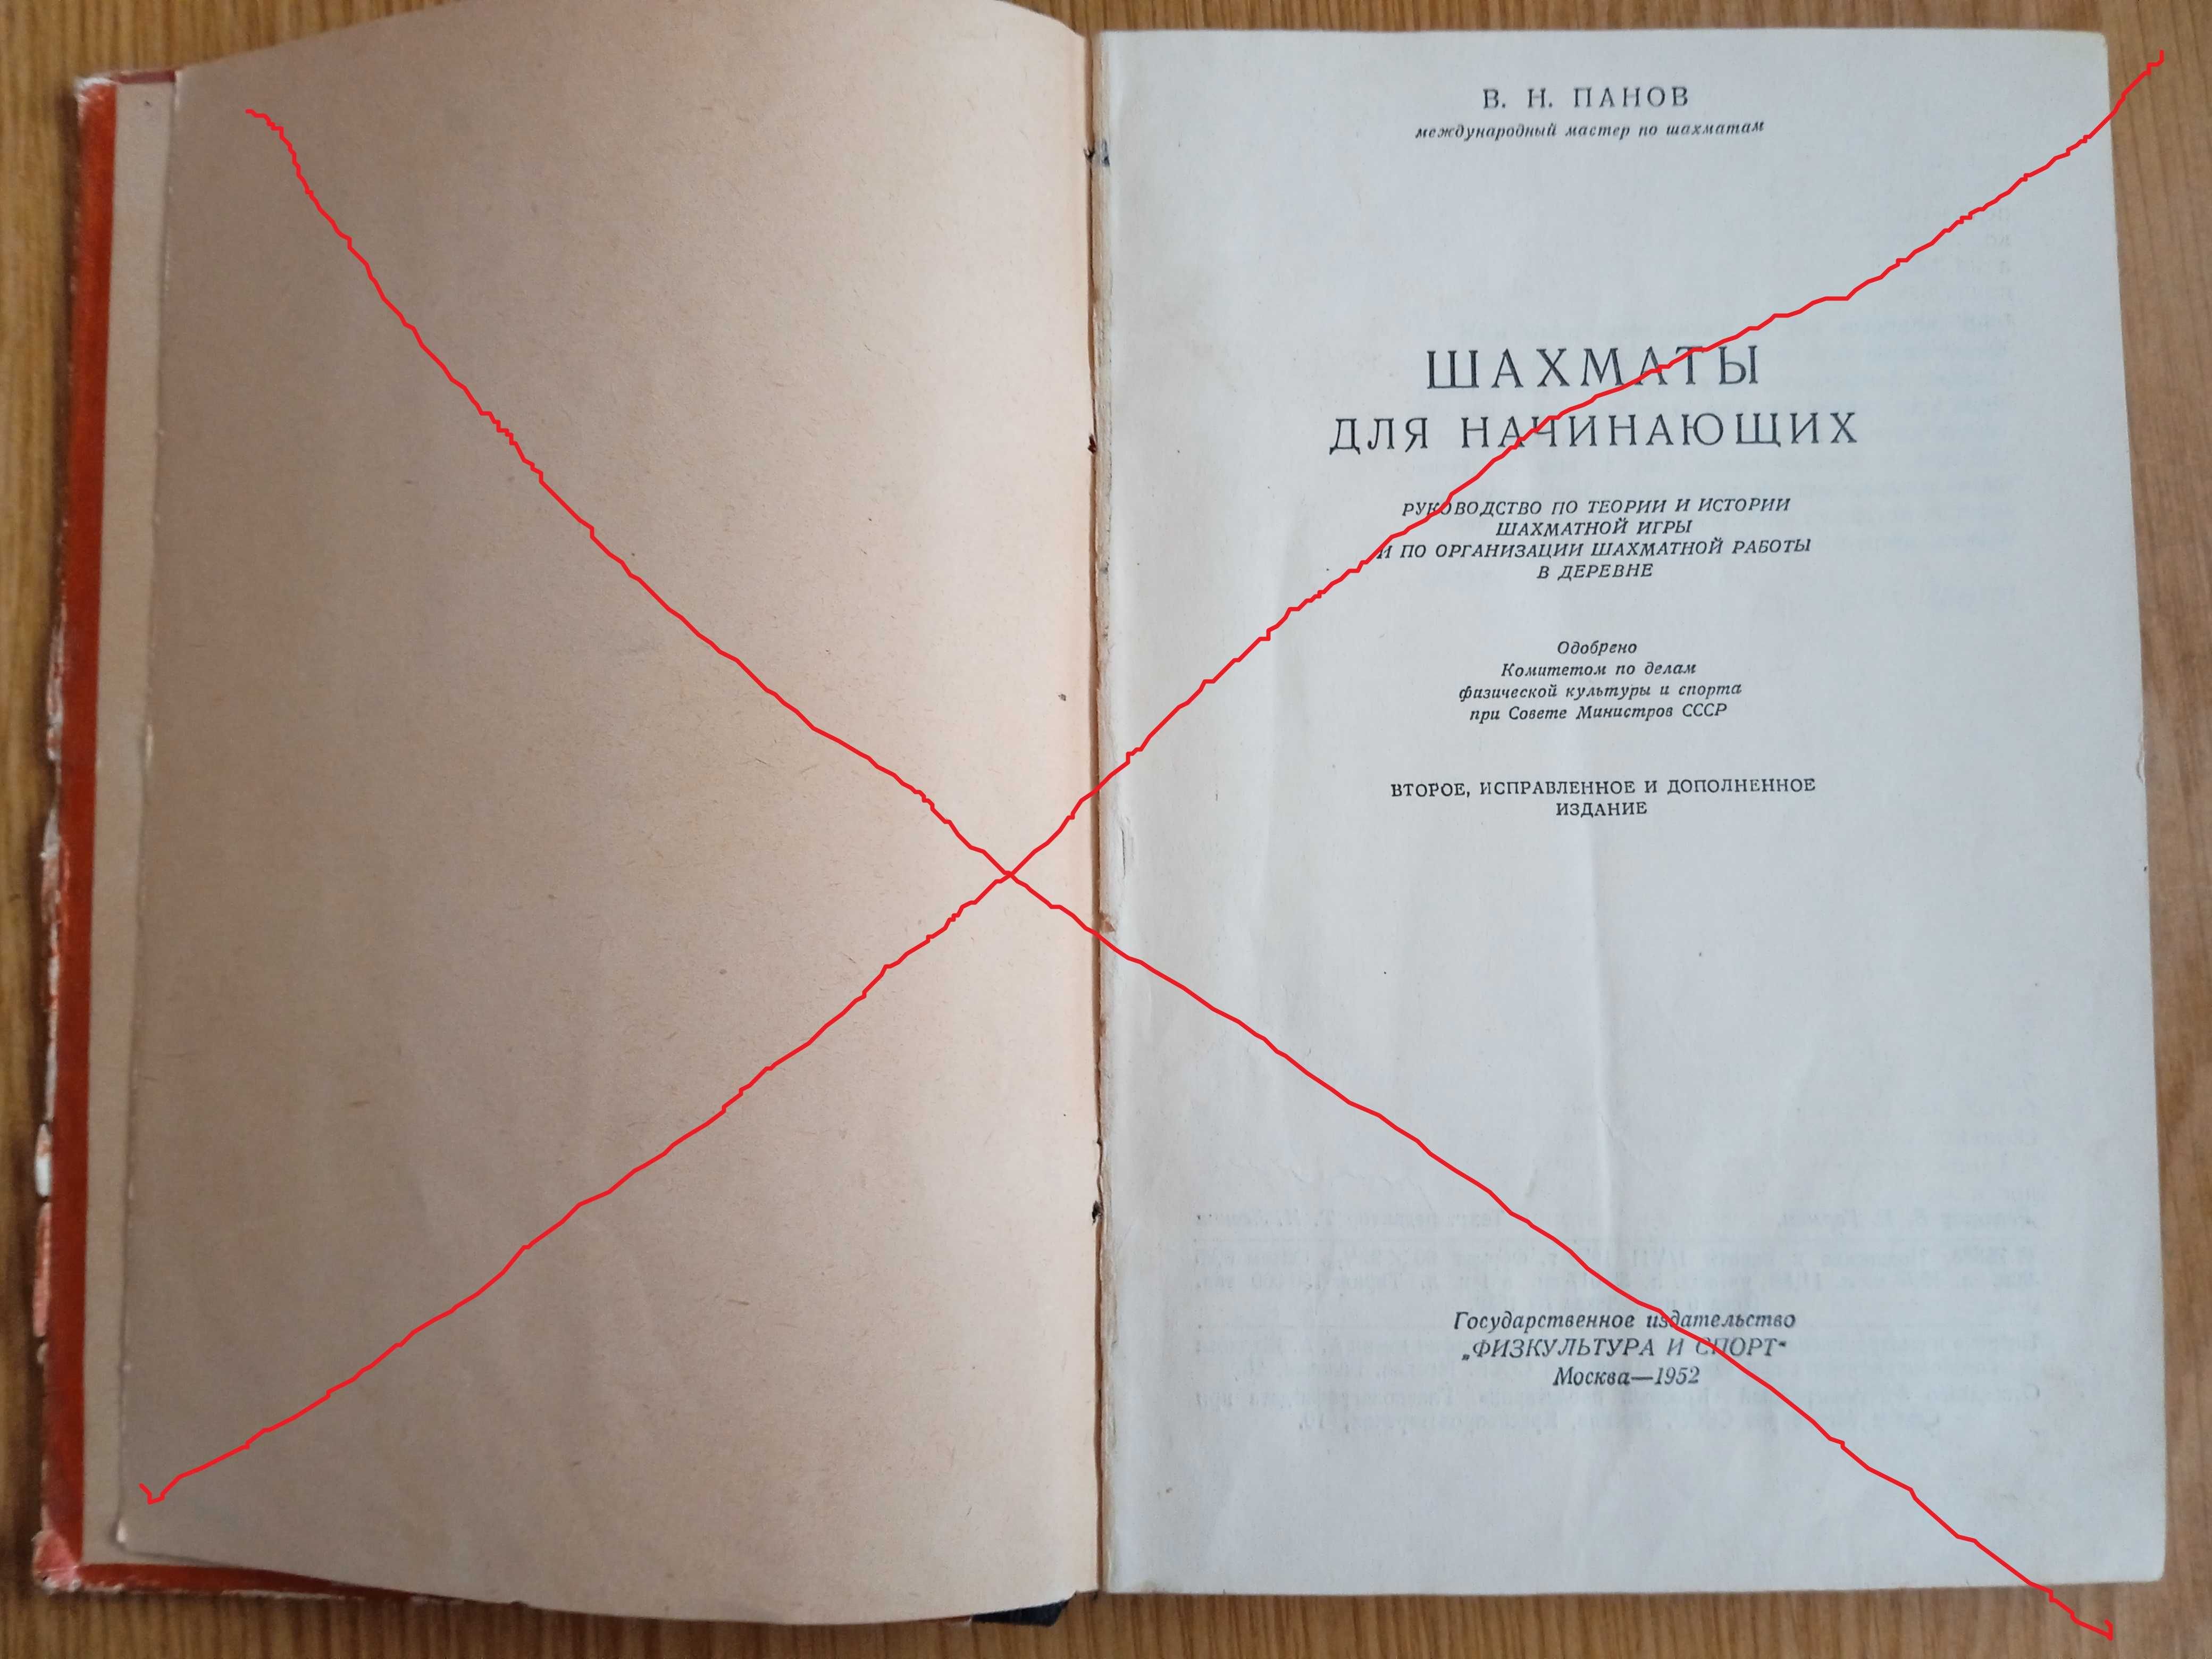 В. Н. ПАНОВ
международный мастер по шахматам
ШАХМАТЫ
ДЛЯ НАЧИНАЮЩИХ
РУКОВОДСТВО ПО ТЕОРИИ И ИСТОРИИ
ШАХМАТНОЙ ИГРЫ
И ПО ОРГАНИЗАЦИИ ШАХМАТНОЙ РАБОТЫ
В ДЕРЕВНЕ
Одобрено
Комитетом по делам
физической культуры и спорта
при Совете Министров СССР
ВТОРОЕ, ИСПРАВЛЕННОЕ И ДОПОЛНЕННОЕ
ИЗДАНИЕ
Государственное издательство
„ФИЗКУЛЬТУРА И СПОРТ“
Москва—1952